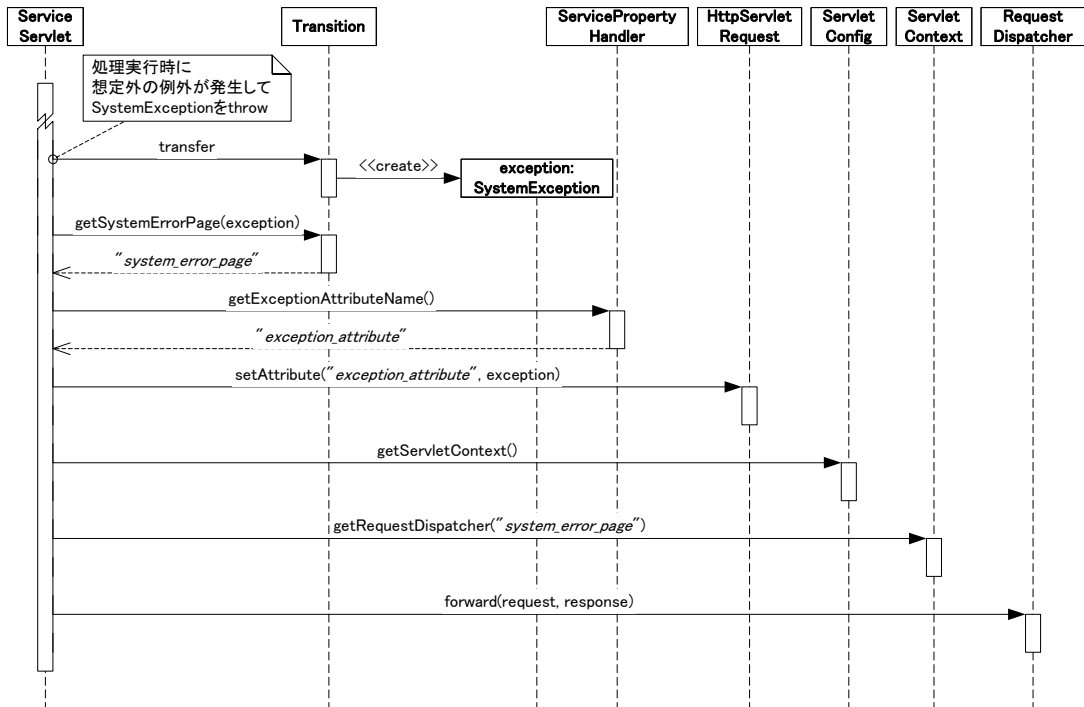 Service
Servlet
Transition
ServiceProperty
Handler
HttpServlet
Request
Servlet
Config
Servlet
Context
Request
Dispatcher
処理実行時に
想定外の例外が発生して
SystemExceptionをthrow
transfer
<<create>>
exception:
SystemException
getSystemErrorPage(exception)
"system_error_page"
getExceptionAttributeName()
"exception_attribute"
setAttribute("exception_attribute", exception)
getServletContext()
getRequestDispatcher("system_error_page")
forward(request, response)